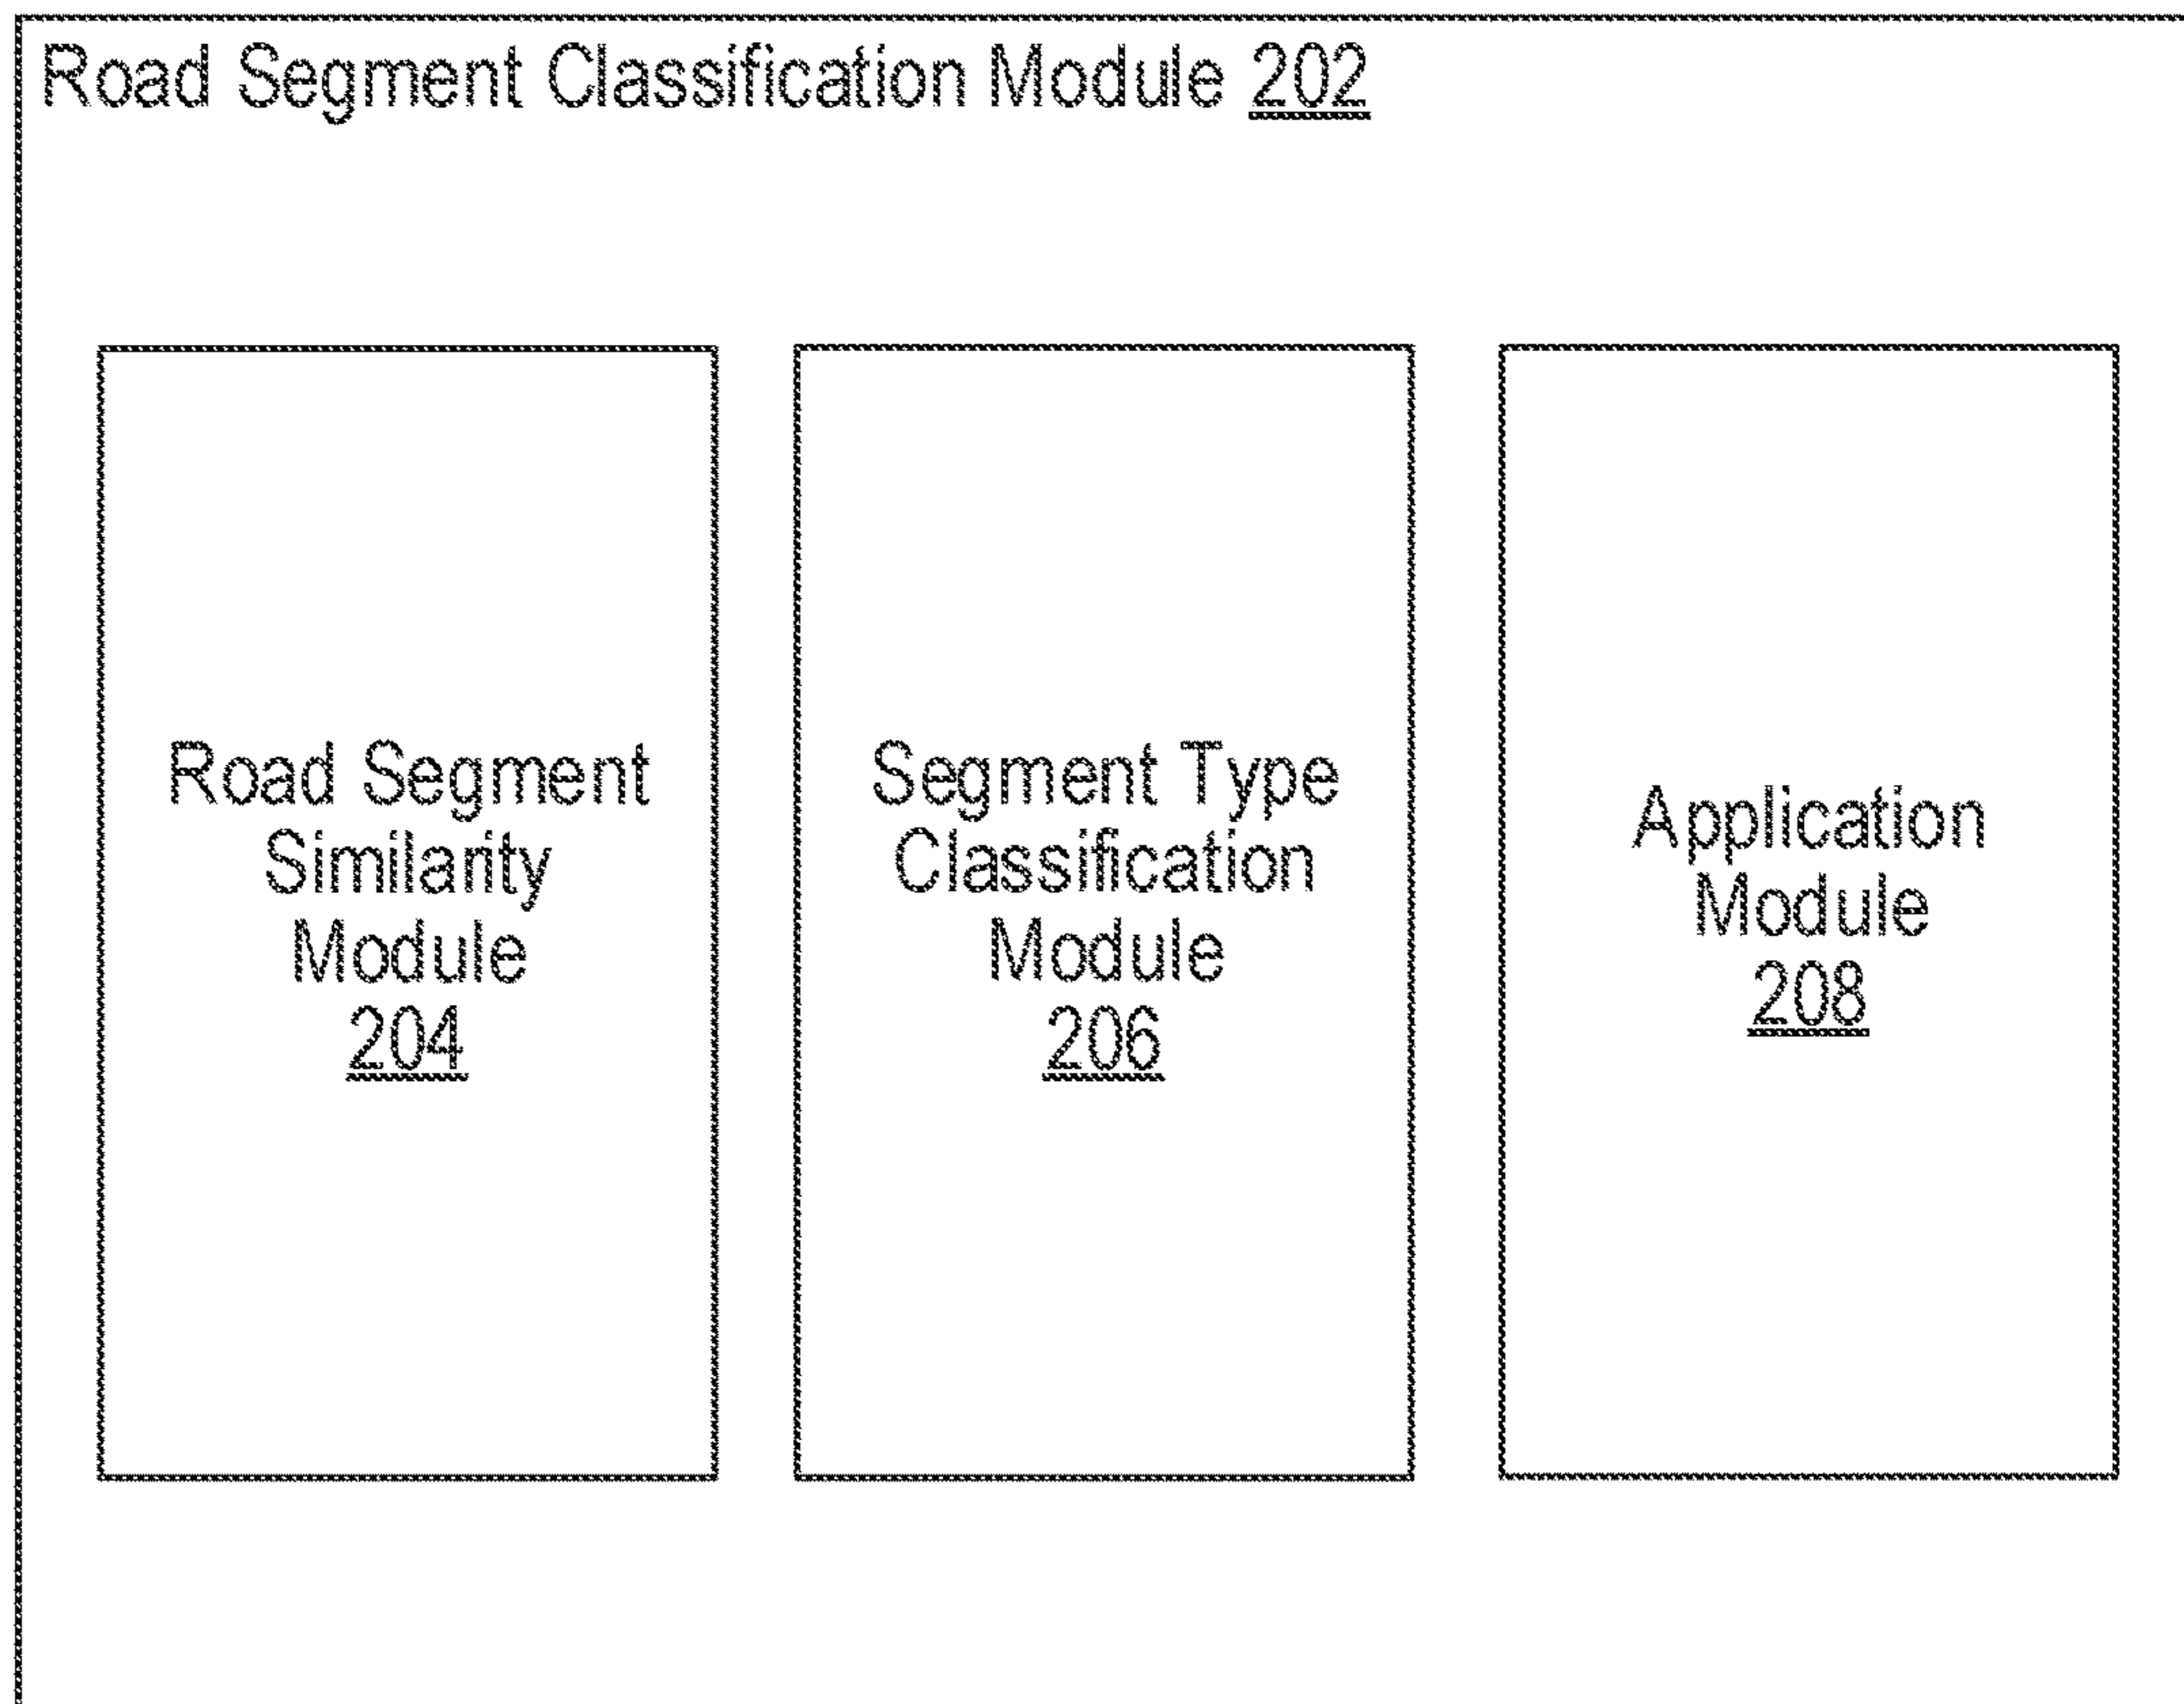 Road Segment Classification Module 202
Road Segment
Similarity
Module
204
Segment Type
Classification
Module
206
Application
Module
208